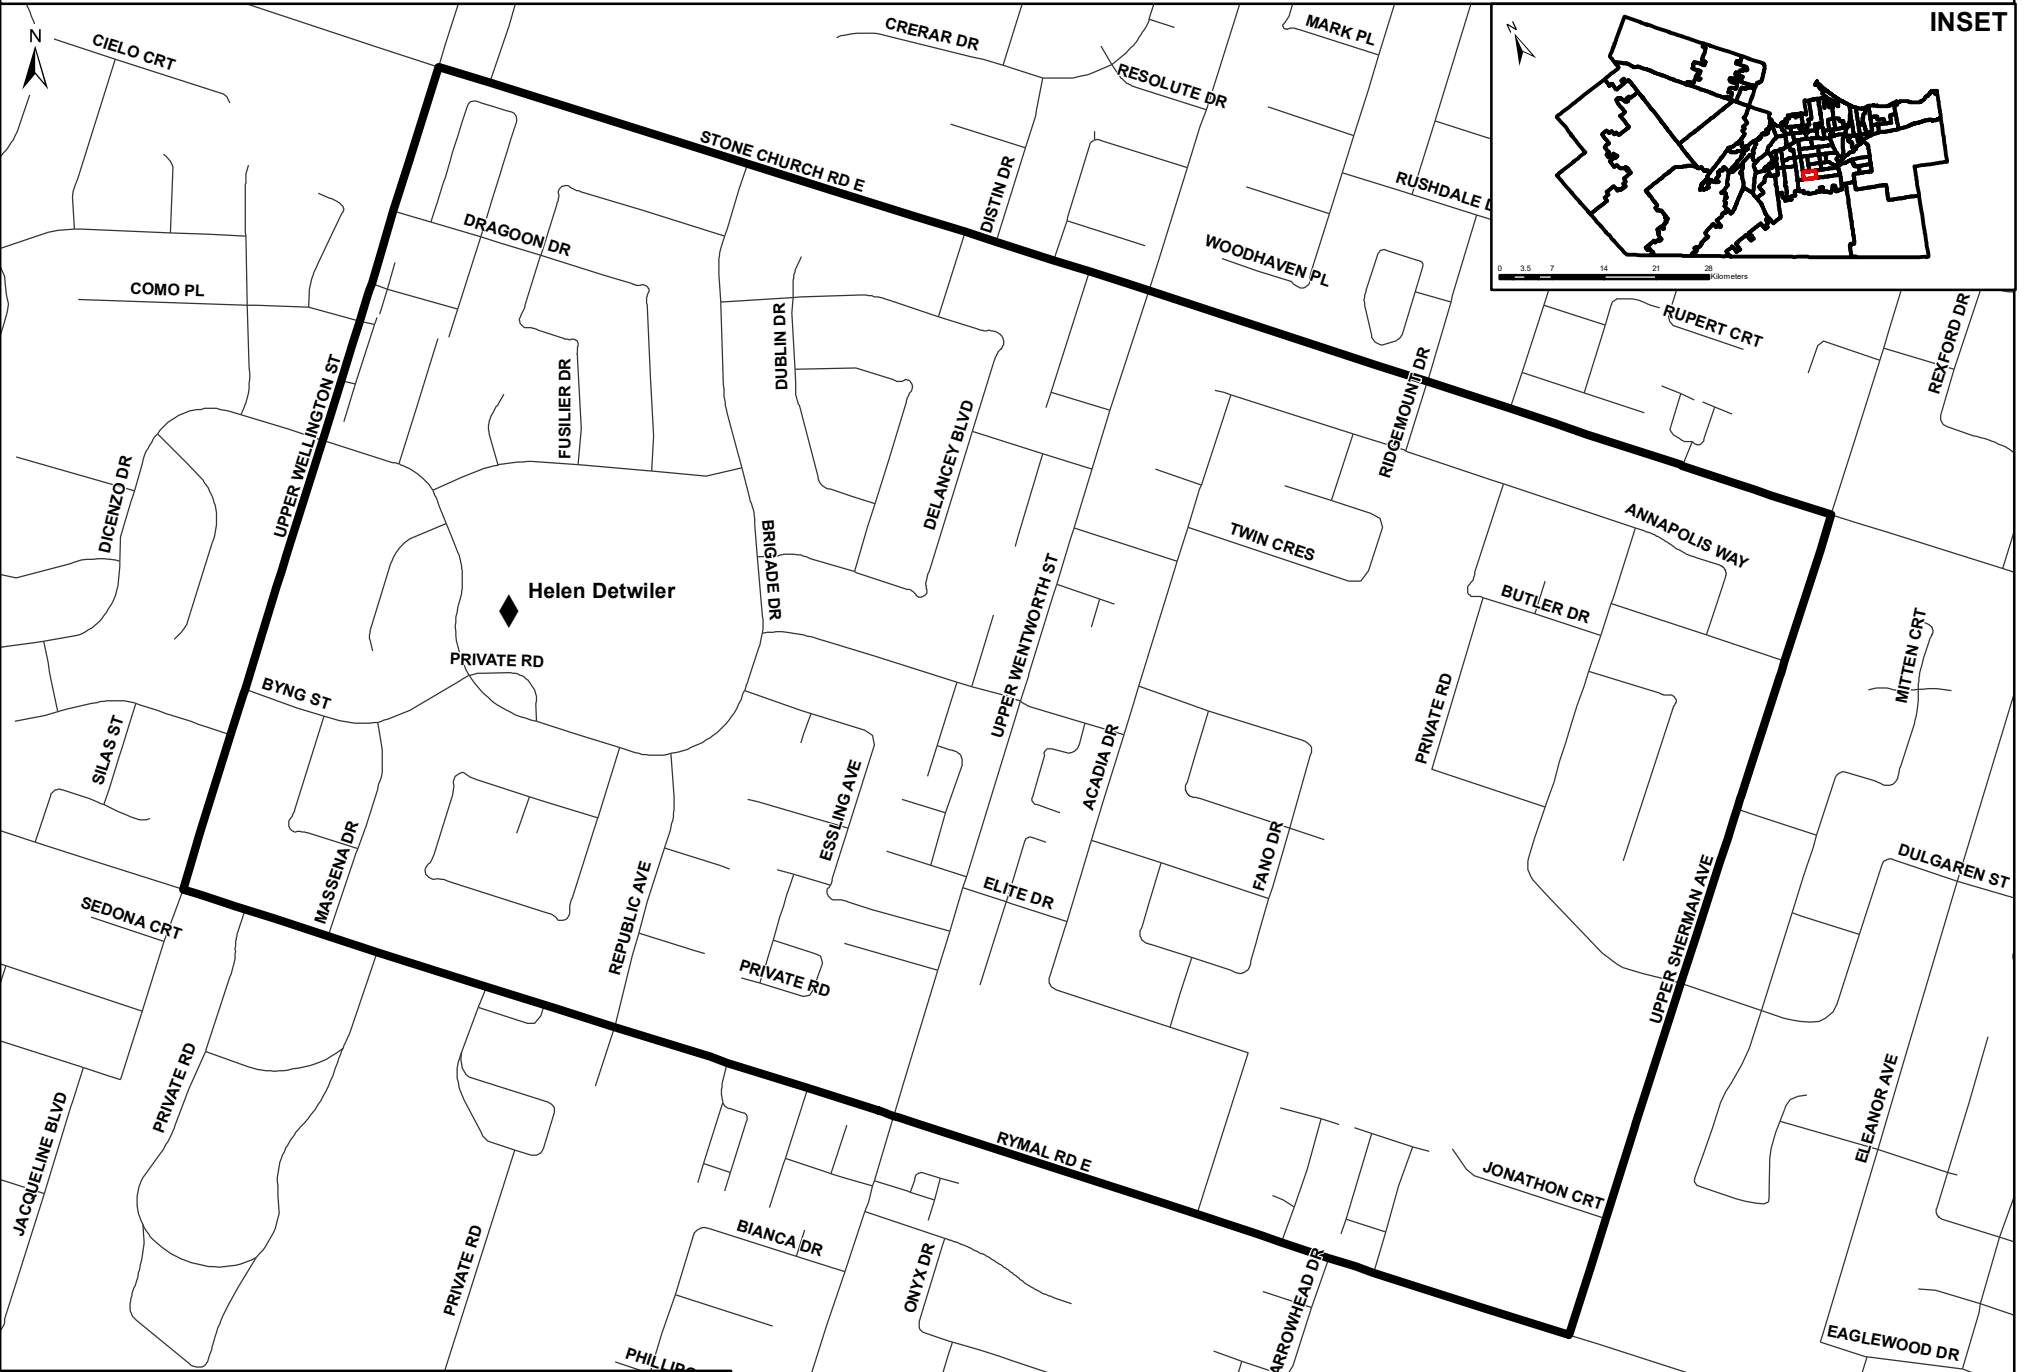 N
CIELO CRT
CRERAR DR
MARK PL
RESOLUTE DR
INSET
N
0 3.5 7 14 21 28
Kilometers
STONE CHURCH RD E
DISTIN DR
RUSHDALE
WOODHAVEN PL
DRAGOON DR
COMO PL
DUBLIN DR
RUPERT CRT
REXFORD DR
RIDGEMOUNT DR
FUSILIER DR
UPPER WELLINGTON ST
DELANCEY BLVD
DICENZO DR
BRIGADE DR
TWIN CRES
ANNAPOLIS WAY
Helen Detwiler
BUTLER DR
UPPER WENTWORTH ST
MITTEN CRT
PRIVATE RD
BYNG ST
PRIVATE RD
SILAS ST
ACADIA DR
ESSLING AVE
MASSENA DR
FANO DR
DULGAREN ST
REPUBLIC AVE
ELITE DR
UPPER SHERMAN AVE
SEDONA CRT
PRIVATE RD
PRIVATE RD
ELEANOR AVE
JACQUELINE BLVD
RYMAL RD E
JONATHON CRT
BIANCA DR
PRIVATE RD
ONYX DR
ARROWHEAD DR
EAGLEWOOD DR